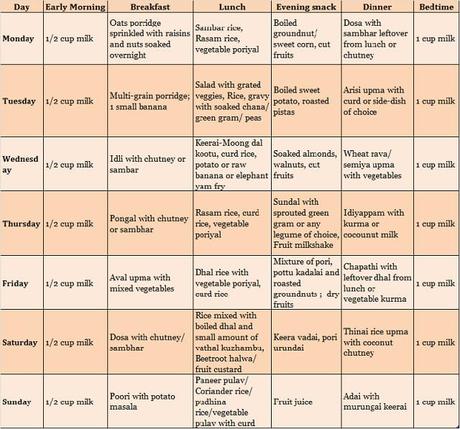 Day Early Morning Breakfast Lunch Evening snack Dinner Bedtime
Monday
1/2 cup milk
Oats porridge
sprinkled with raisins
and nuts soaked
overnight
Sambar rice,
Rasam rice,
vegetable poriyal
Boiled
groundnut/
sweet corn, cut
fruits
Dosa with
sambhar leftover
from lunch or
chutney
1 cup milk
Tuesday
1/2 cup milk
Multi-grain porridge;
1 small banana
Salad with grated
veggies, Rice, gravy
with soaked chana/
green gram/ peas
Boiled sweet
potato, roasted
pistas
Arisi upma with
curd or side-dish
of choice
1 cup milk
Wednesd
ay
1/2 cup milk
Idli with chutney or
sambar
Keerai-Moong dal
kootu, curd rice,
potato or raw
banana or elephant
yam fry
Soaked almonds,
walnuts, cut
fruits
Wheat rava/
semiya upma
with vegetables
1 cup milk
Thursday
1/2 cup milk
Pongal with chutney
or sambhar
Rasam rice, curd
rice, vegetable
poriyal
Sundal with
sprouted green
gram or any
legume of choice,
Fruit milkshake
Idiyappam with
kurma or
cocounut milk
1 cup milk
Friday
1/2 cup milk
Aval upma with
mixed vegetables
Dhal rice with
vegetable poriyal,
curd rice
Mixture of pori,
pottu kadalai and
roasted
groundnuts ; dry
fruits
Chapathi with
leftover dhal from
lunch or
vegetable kurma
1 cup milk
Saturday
1/2 cup milk
Dosa with chutney/
sambhar
Rice mixed with
boiled dhal and
small amount of
vathal kuzhambu,
Beetroot halwa/
fruit custard
Keera vadai, pori
urundai
Thinai rice upma
with coconut
chutney
1 cup milk
Sunday
1/2 cup milk
Poori with potato
masala
Paneer pulav/
Coriander rice/
pudhina
rice/vegetable
pulav with curd
Fruit juice
Adai with
murungai keerai
1 cup milk